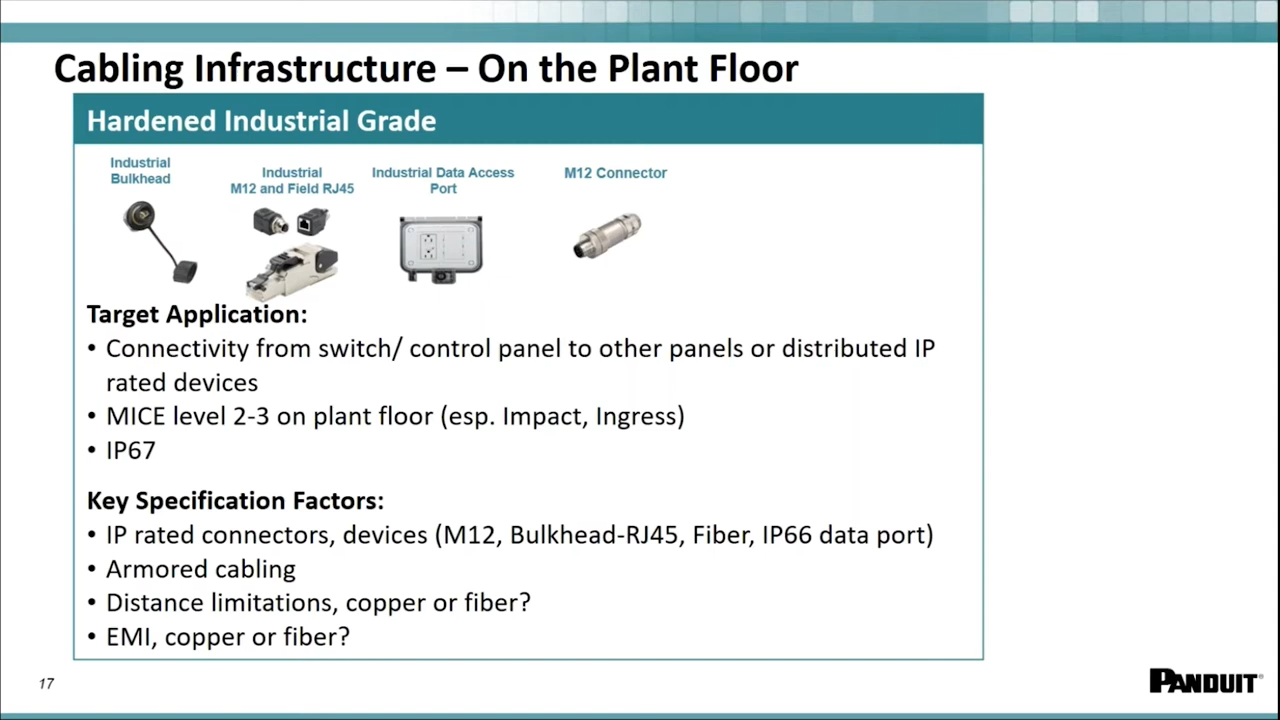 Cabling Infrastructure – On the Plant Floor
Hardened Industrial Grade
Industrial
Bulkhead
Industrial
M12 and Field RJ45
Industrial Data Access
Port
M12 Connector
Target Application:
• Connectivity from switch/ control panel to other panels or distributed IP
rated devices
• MICE level 2-3 on plant floor (esp. Impact, Ingress)
• IP67
Key Specification Factors:
• IP rated connectors, devices (M12, Bulkhead-RJ45, Fiber, IP66 data port)
• Armored cabling
• Distance limitations, copper or fiber?
• EMI, copper or fiber?
17
PANDUIT®